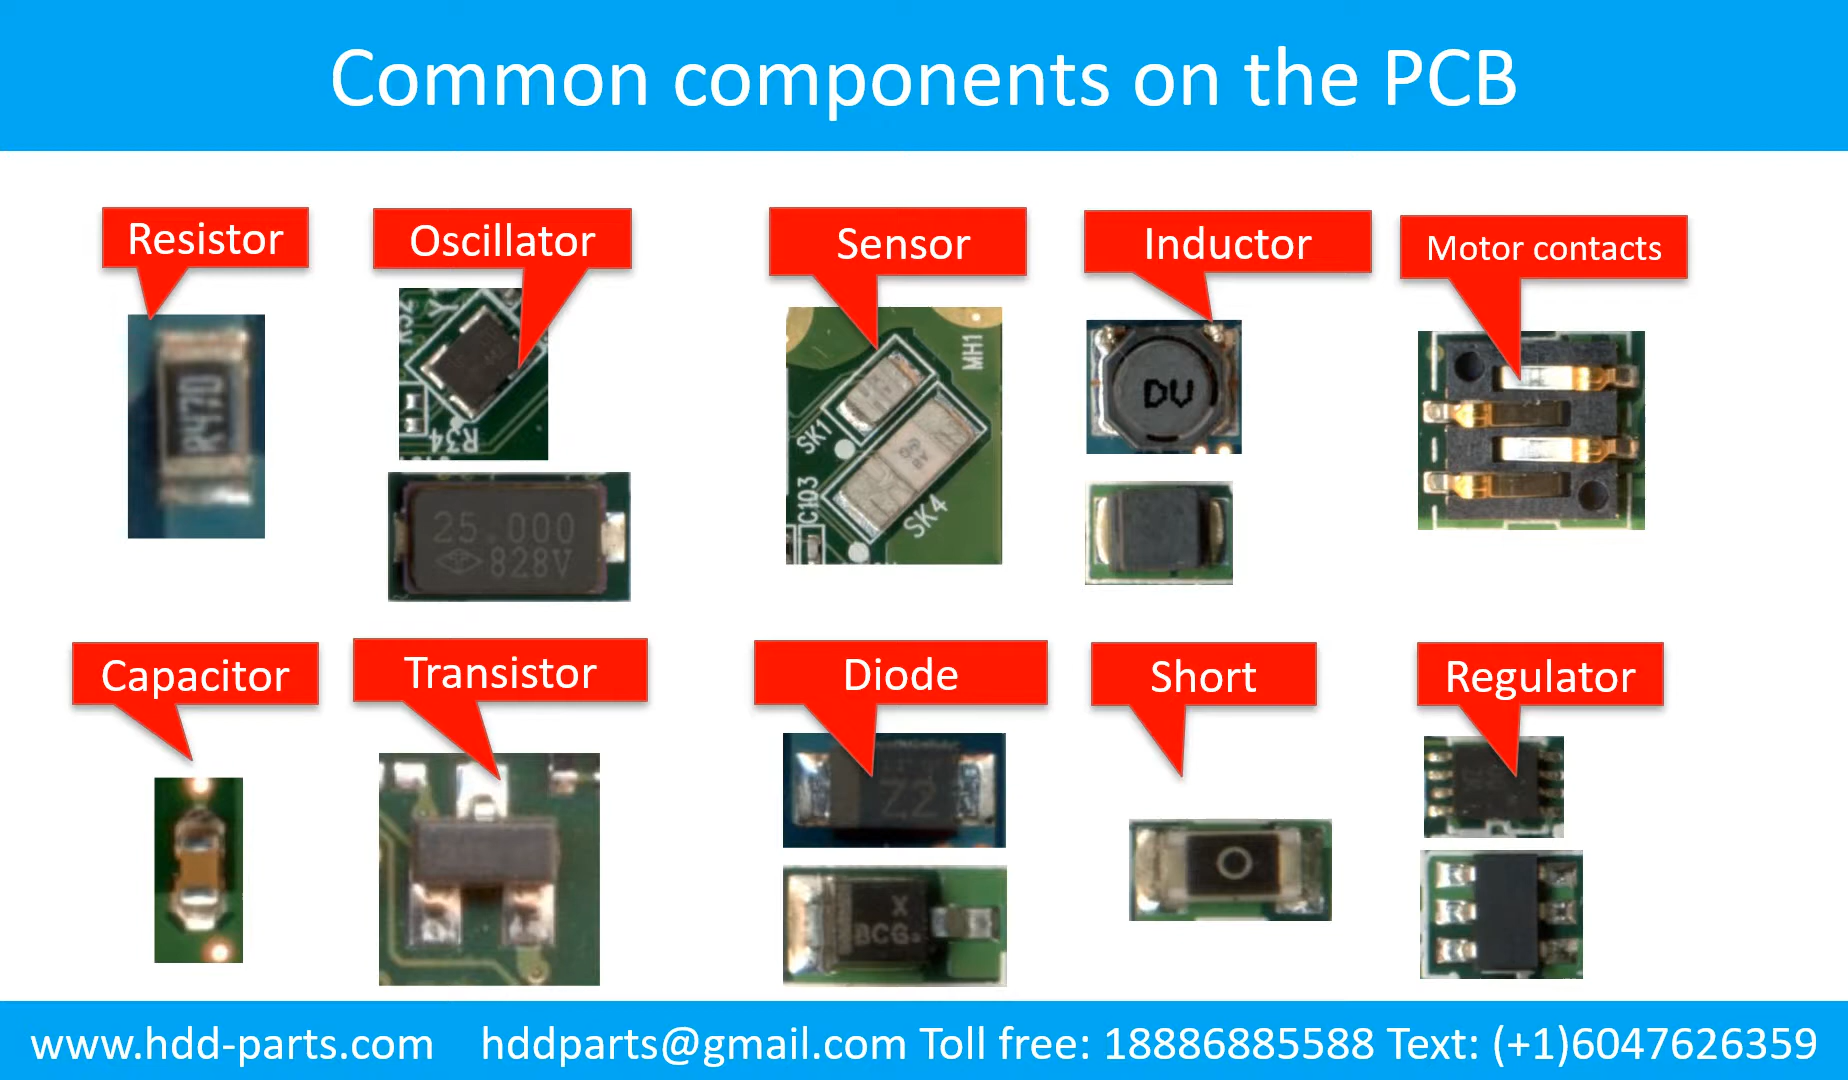 Common components on the PCB
Resistor
Oscillator
Sensor
Inductor
Motor contacts
R470
R34
25.000
828V
SK1
SK4
MH1
C103
DU
Capacitor
Transistor
Diode
Short
Regulator
Z2
X
BCG.
O
www.hdd-parts.com hddparts@gmail.com Toll free: 18886885588 Text: (+1)6047626359